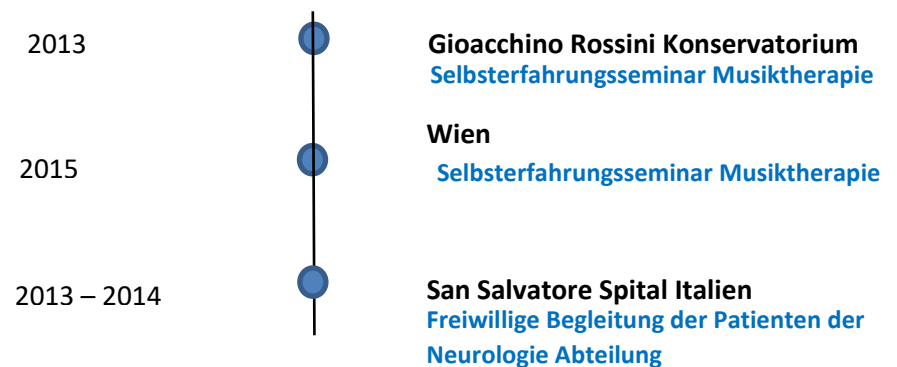 2013
Gioacchino Rossini Konservatorium
Selbsterfahrungsseminar Musiktherapie
Wien
2015
Selbsterfahrungsseminar Musiktherapie
2013 – 2014
San Salvatore Spital Italien
Freiwillige Begleitung der Patienten der
Neurologie Abteilung